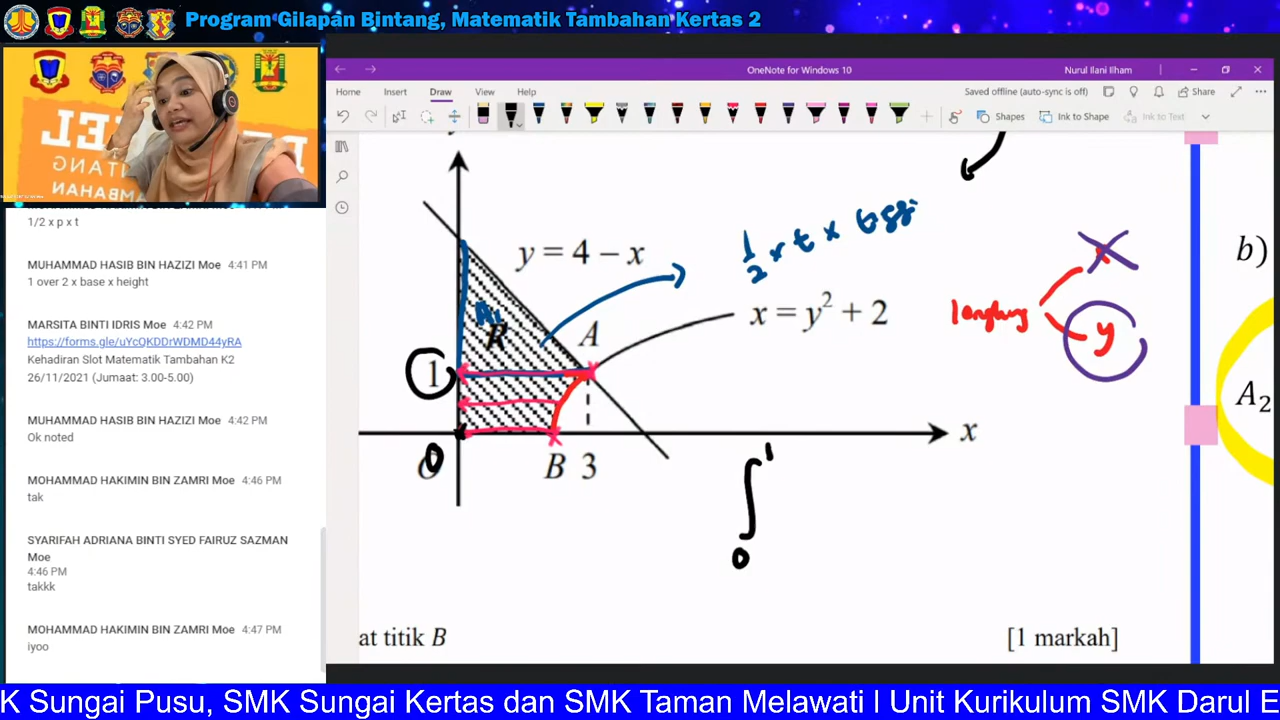 Program Gilapan Bintang, Matematik Tambahan Kertas 2
OneNote for Windows 10
Nurul Ilani Ilham
Home Insert Draw View Help
Saved offline (auto-sync is off)
Share
Shapes
Ink to Shape
Ink to Text
1/2 x p x t
MUHAMMAD HASIB BIN HAZIZI Moe 4:41 PM
1 over 2 x base x height
MARSITA BINTI IDRIS Moe 4:42 PM
https://forms.gle/uYcQKDDrWDMD44yRA
Kehadiran Slot Matematik Tambahan K2
26/11/2021 (Jumaat: 3.00-5.00)
MUHAMMAD HASIB BIN HAZIZI Moe 4:42 PM
Ok noted
MOHAMMAD HAKIMIN BIN ZAMRI Moe 4:46 PM
tak
SYARIFAH ADRIANA BINTI SYED FAIRUZ SAZMAN
Moe
4:46 PM
takkk
MOHAMMAD HAKIMIN BIN ZAMRI Moe 4:47 PM
iyoo
y = 4 – x
½ × t ×
x = y² + 2
A₁
R
A
1
lengkung
x
y
b)
A₂
x
0
B 3
∫
1
0
at titik B
[1 markah]
K Sungai Pusu, SMK Sungai Kertas dan SMK Taman Melawati l Unit Kurikulum SMK Darul E